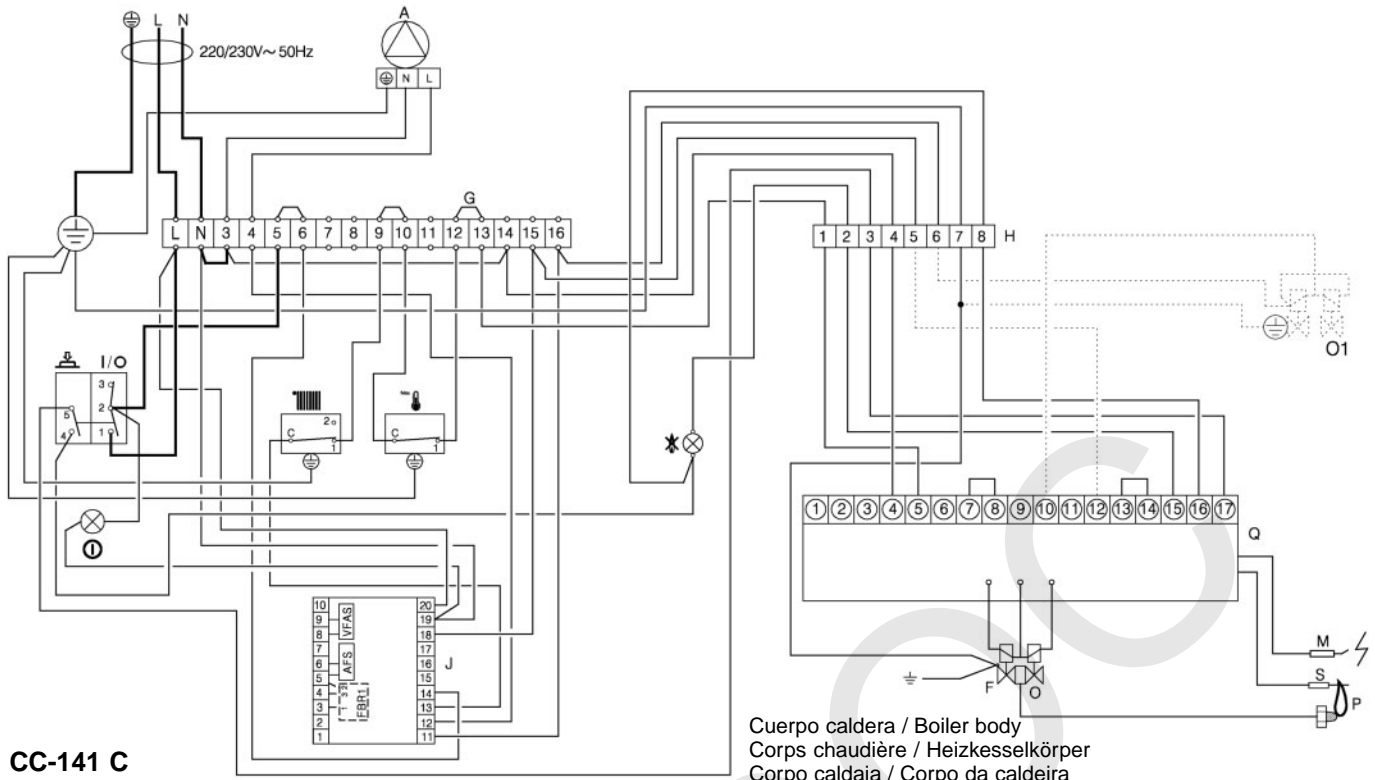 L N
220/230V~ 50Hz
A
N L
G
L N 3 4 5 6 7 8 9 10 11 12 13 14 15 16
1 2 3 4 5 6 7 8 H
O1
I/O
3
2
1
5
4
2
C
1
C
1
1 2 3 4 5 6 7 8 9 10 11 12 13 14 15 16 17
Q
10 20
9 19
8 18
7 17
6 16
5 15
4 14
3 13
2 12
1 11
VFAS
AFS
FBR1
1 3 2
J
M
S
P
F O
Cuerpo caldera / Boiler body
Corps chaudière / Heizkesselkörper
Corpo caldaia / Corpo da caldeira
CC-141 C